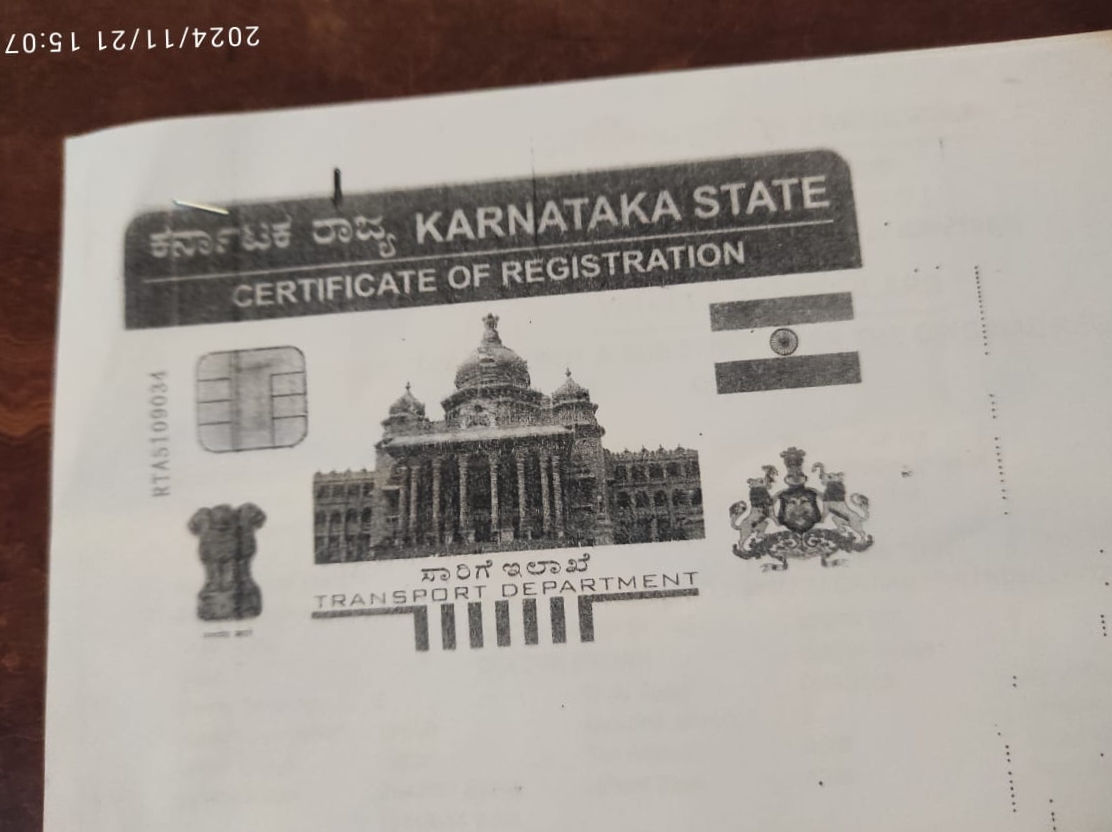 2024/11/21 15:07
ಕರ್ನಾಟಕ ರಾಜ್ಯ KARNATAKA STATE
CERTIFICATE OF REGISTRATION
RTA5109034
ಸಾರಿಗೆ ಇಲಾಖೆ
TRANSPORT DEPARTMENT